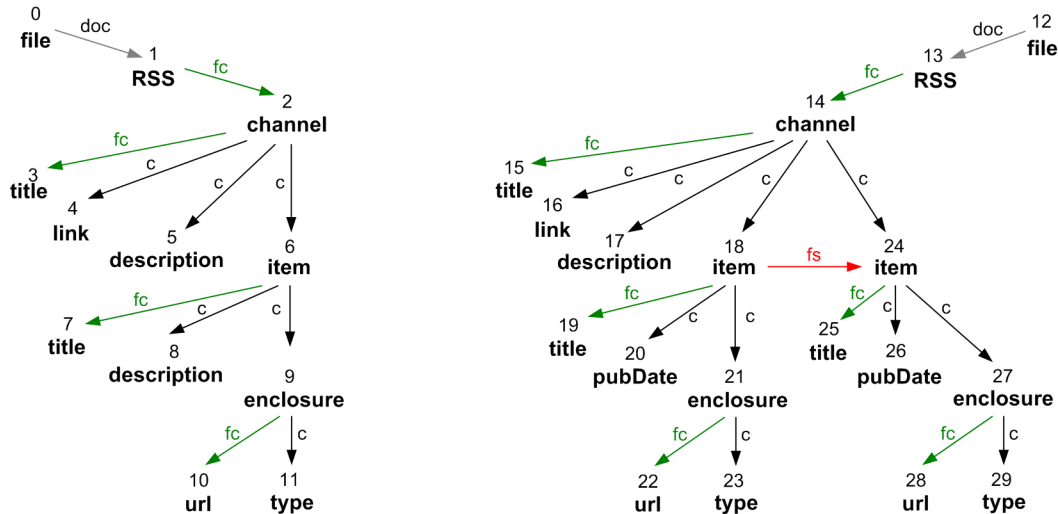 0
file
doc
1
RSS
fc
2
channel
fc
c
c
c
3
title
4
link
5
description
6
item
fc
c
c
7
title
8
description
9
enclosure
fc
c
10
url
11
type
12
file
doc
13
RSS
fc
14
channel
fc
c
c
c
c
15
title
16
link
17
description
18
item
fs
24
item
fc
c
c
fc
c
c
19
title
20
pubDate
21
enclosure
25
title
26
pubDate
27
enclosure
fc
c
fc
c
22
url
23
type
28
url
29
type